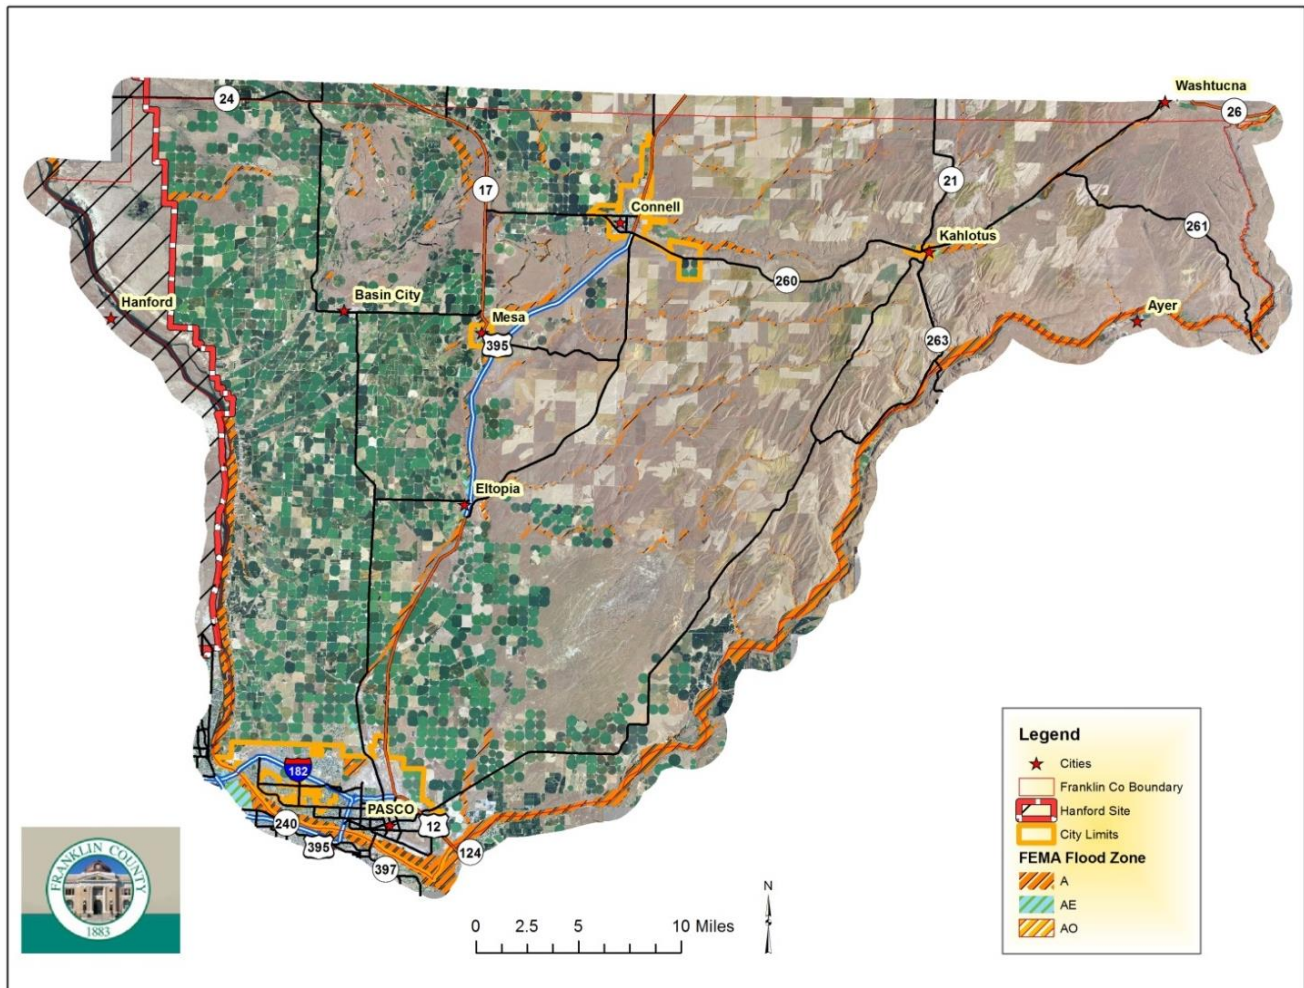 Washtucna
24
26
17
21
Connell
261
Kahlotus
260
Hanford
Basin City
Ayer
Mesa
395
263
Eltopia
182
PASCO
240
12
395
124
397
FRANKLIN COUNTY
1883
0 2.5 5 10 Miles
N
Legend
Cities
Franklin Co Boundary
Hanford Site
City Limits
FEMA Flood Zone
A
AE
AO